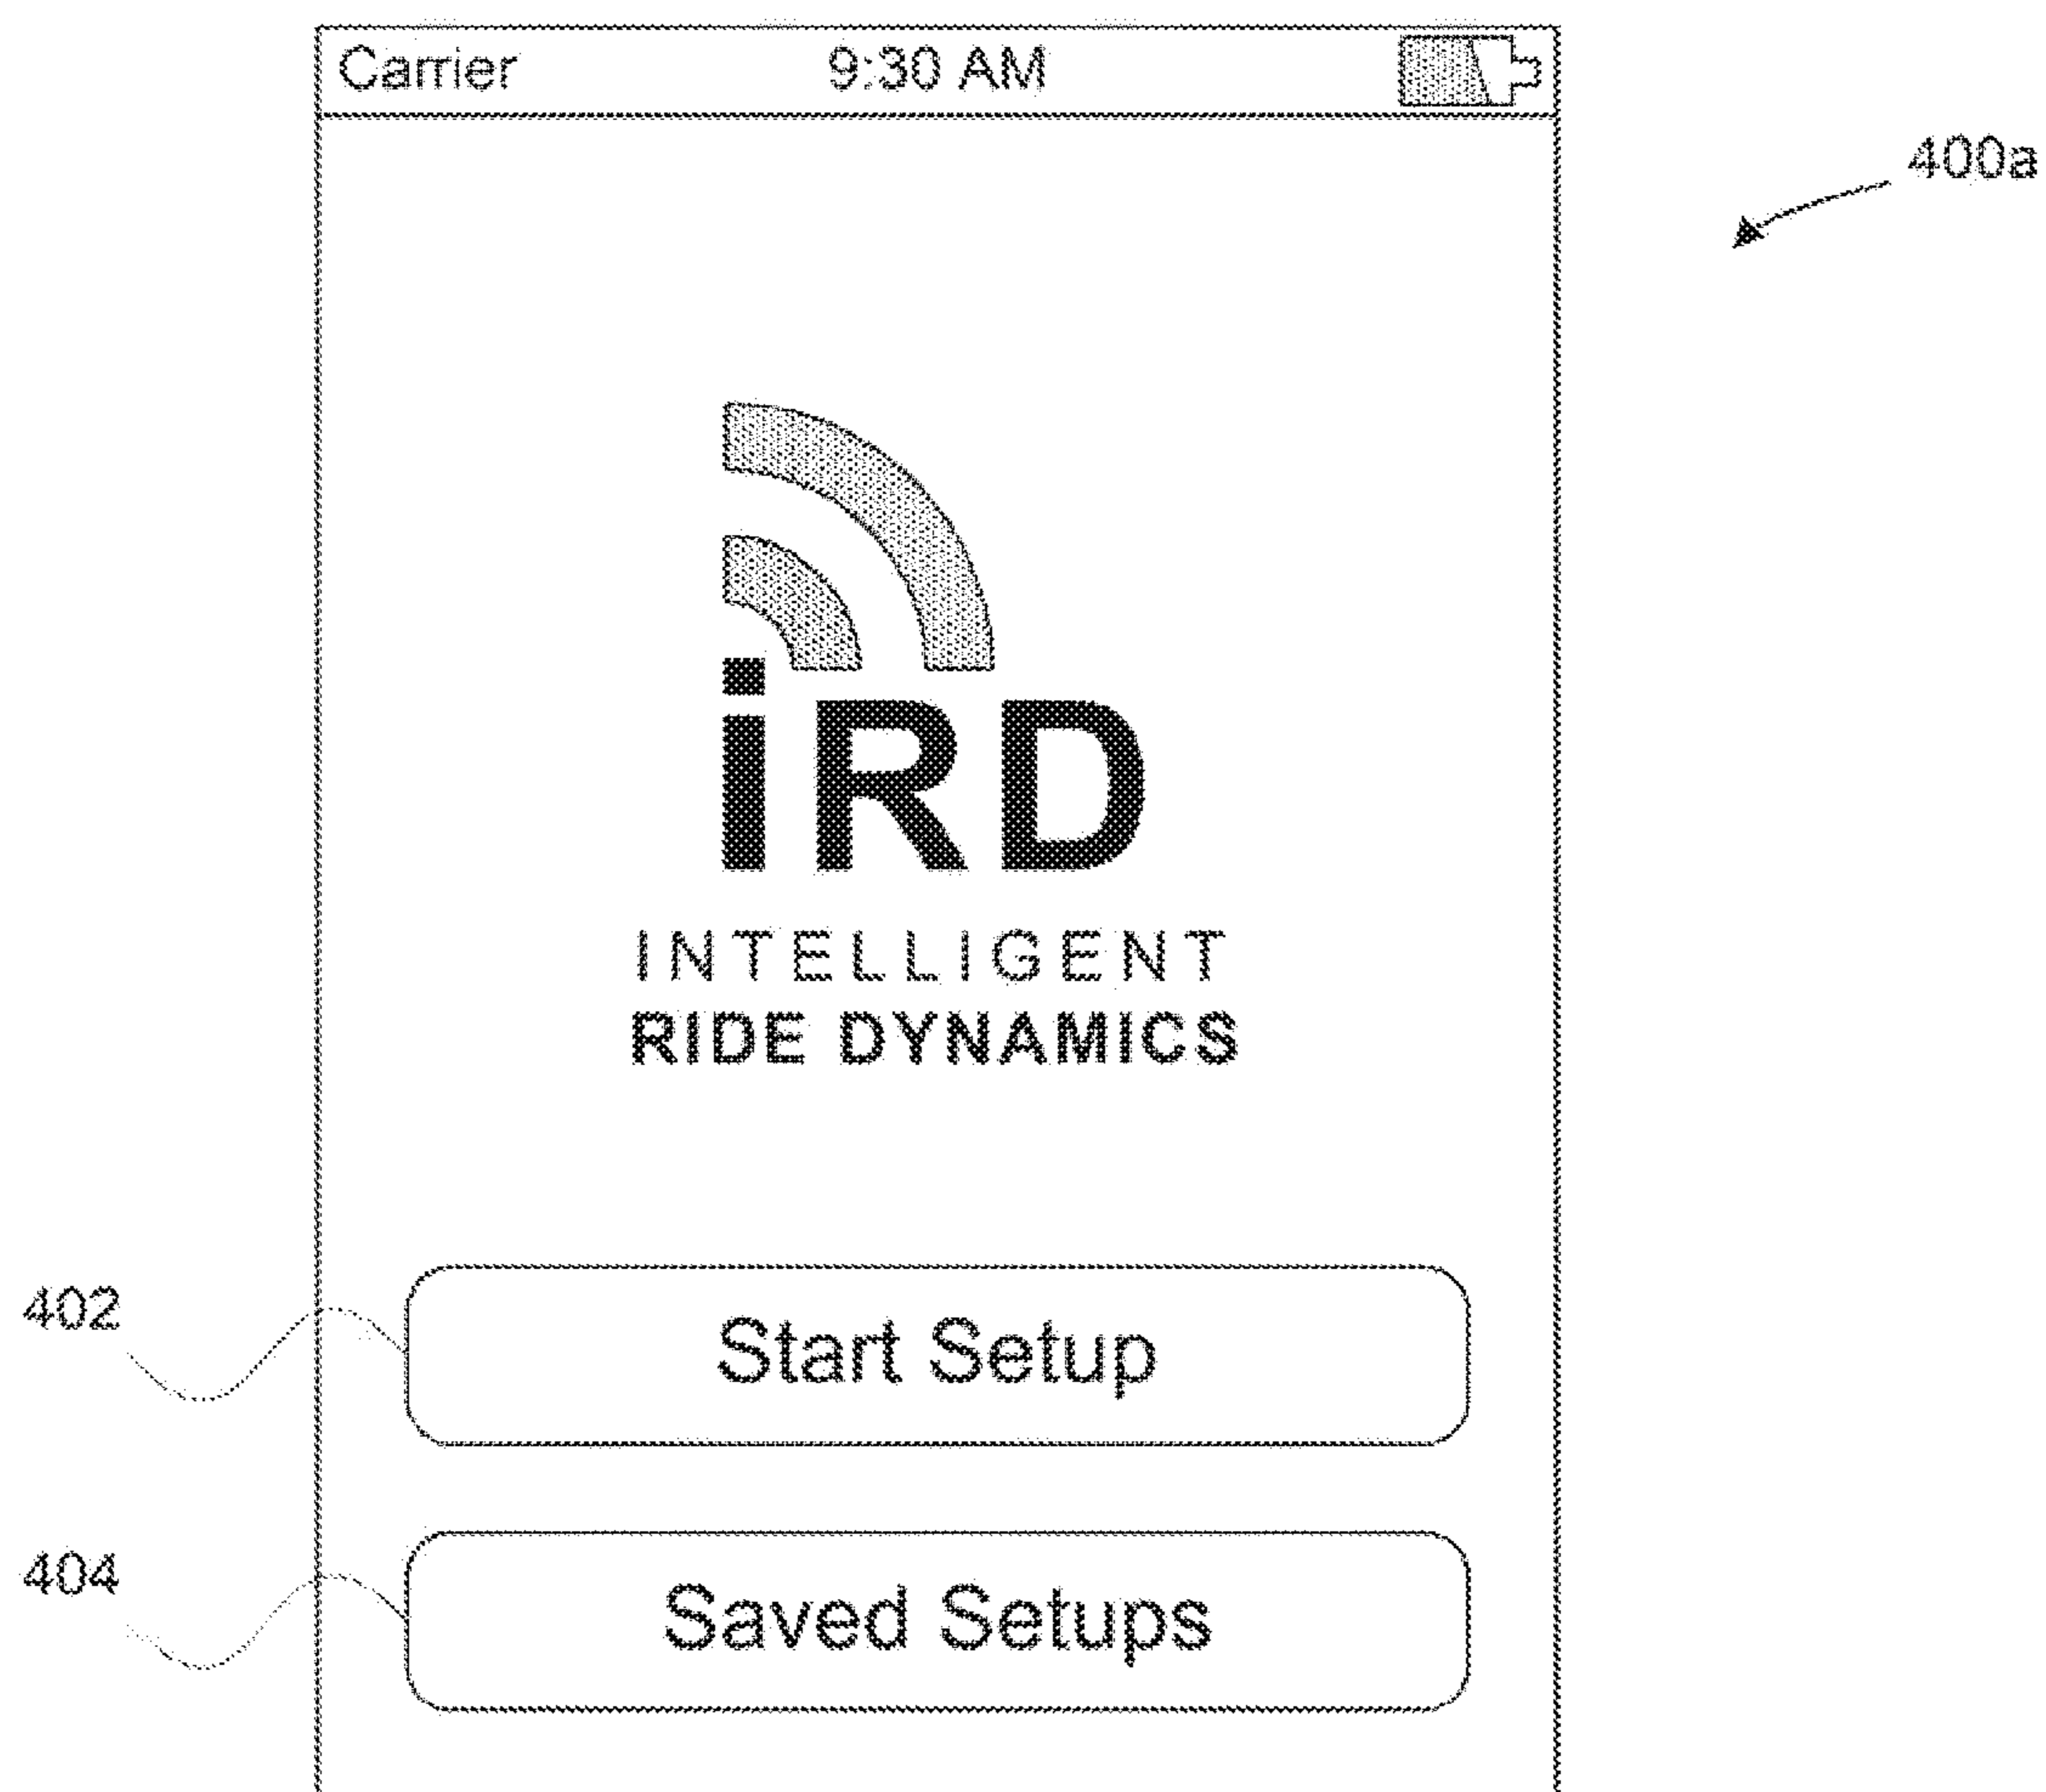 Carrier 9:30 AM
400a
iRD
INTELLIGENT
RIDE DYNAMICS
402
Start Setup
404
Saved Setups